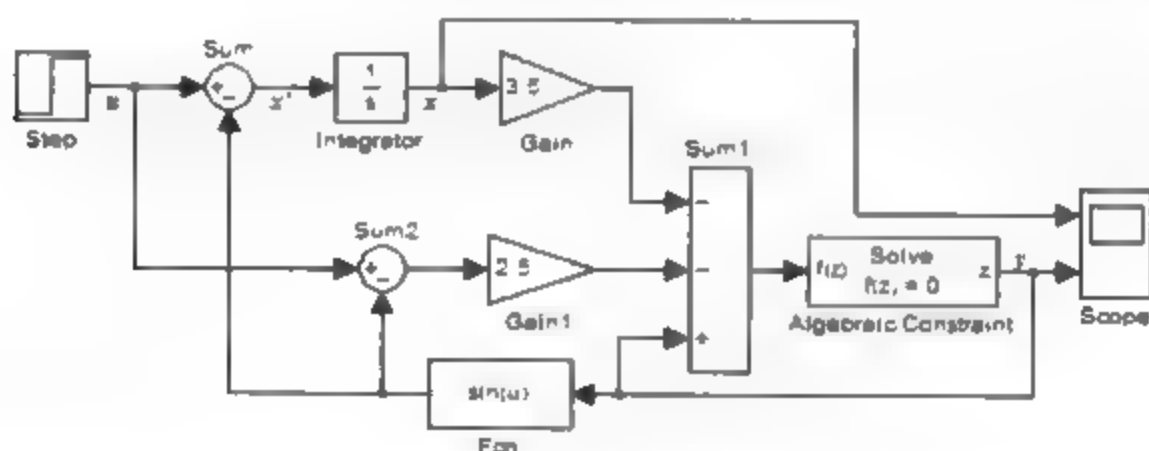 Sum
+
−
x'
1
s
x
3.5
Step
Integrator
Gain
Sum1
−
Sum2
+
−
2.5
−
f(z)
Solve
f(z) = 0
z
Gain1
Algebraic Constraint
Scope
+
sin(u)
Fcn